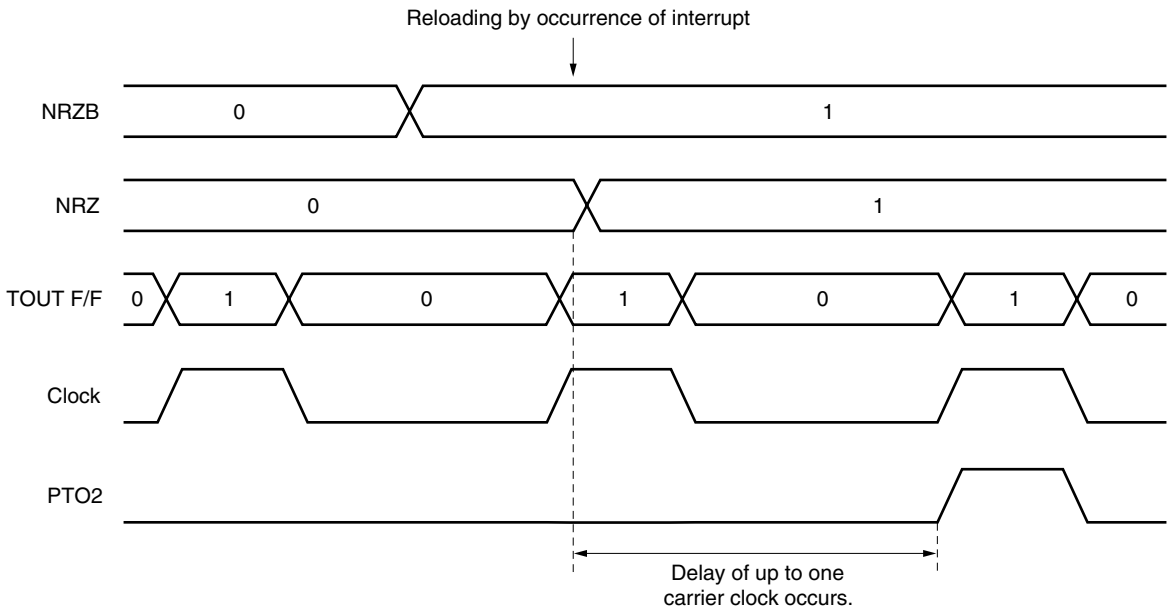 Reloading by occurrence of interrupt
NRZB 0 1
NRZ 0 1
TOUT F/F 0 1 0 1 0 1 0
Clock
PTO2
Delay of up to one
carrier clock occurs.